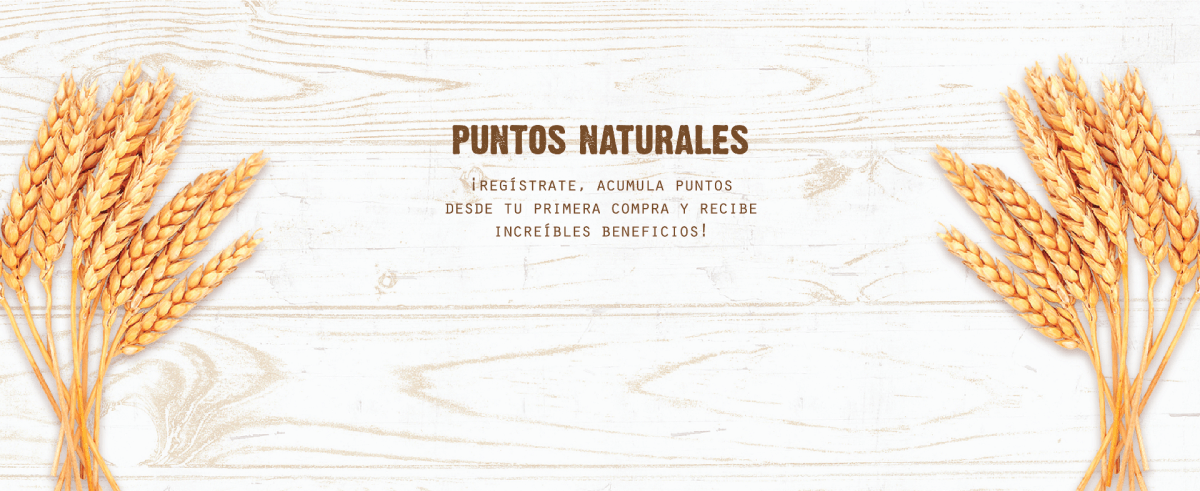 PUNTOS NATURALES
¡REGÍSTRATE, ACUMULA PUNTOS
DESDE TU PRIMERA COMPRA Y RECIBE
INCREÍBLES BENEFICIOS!